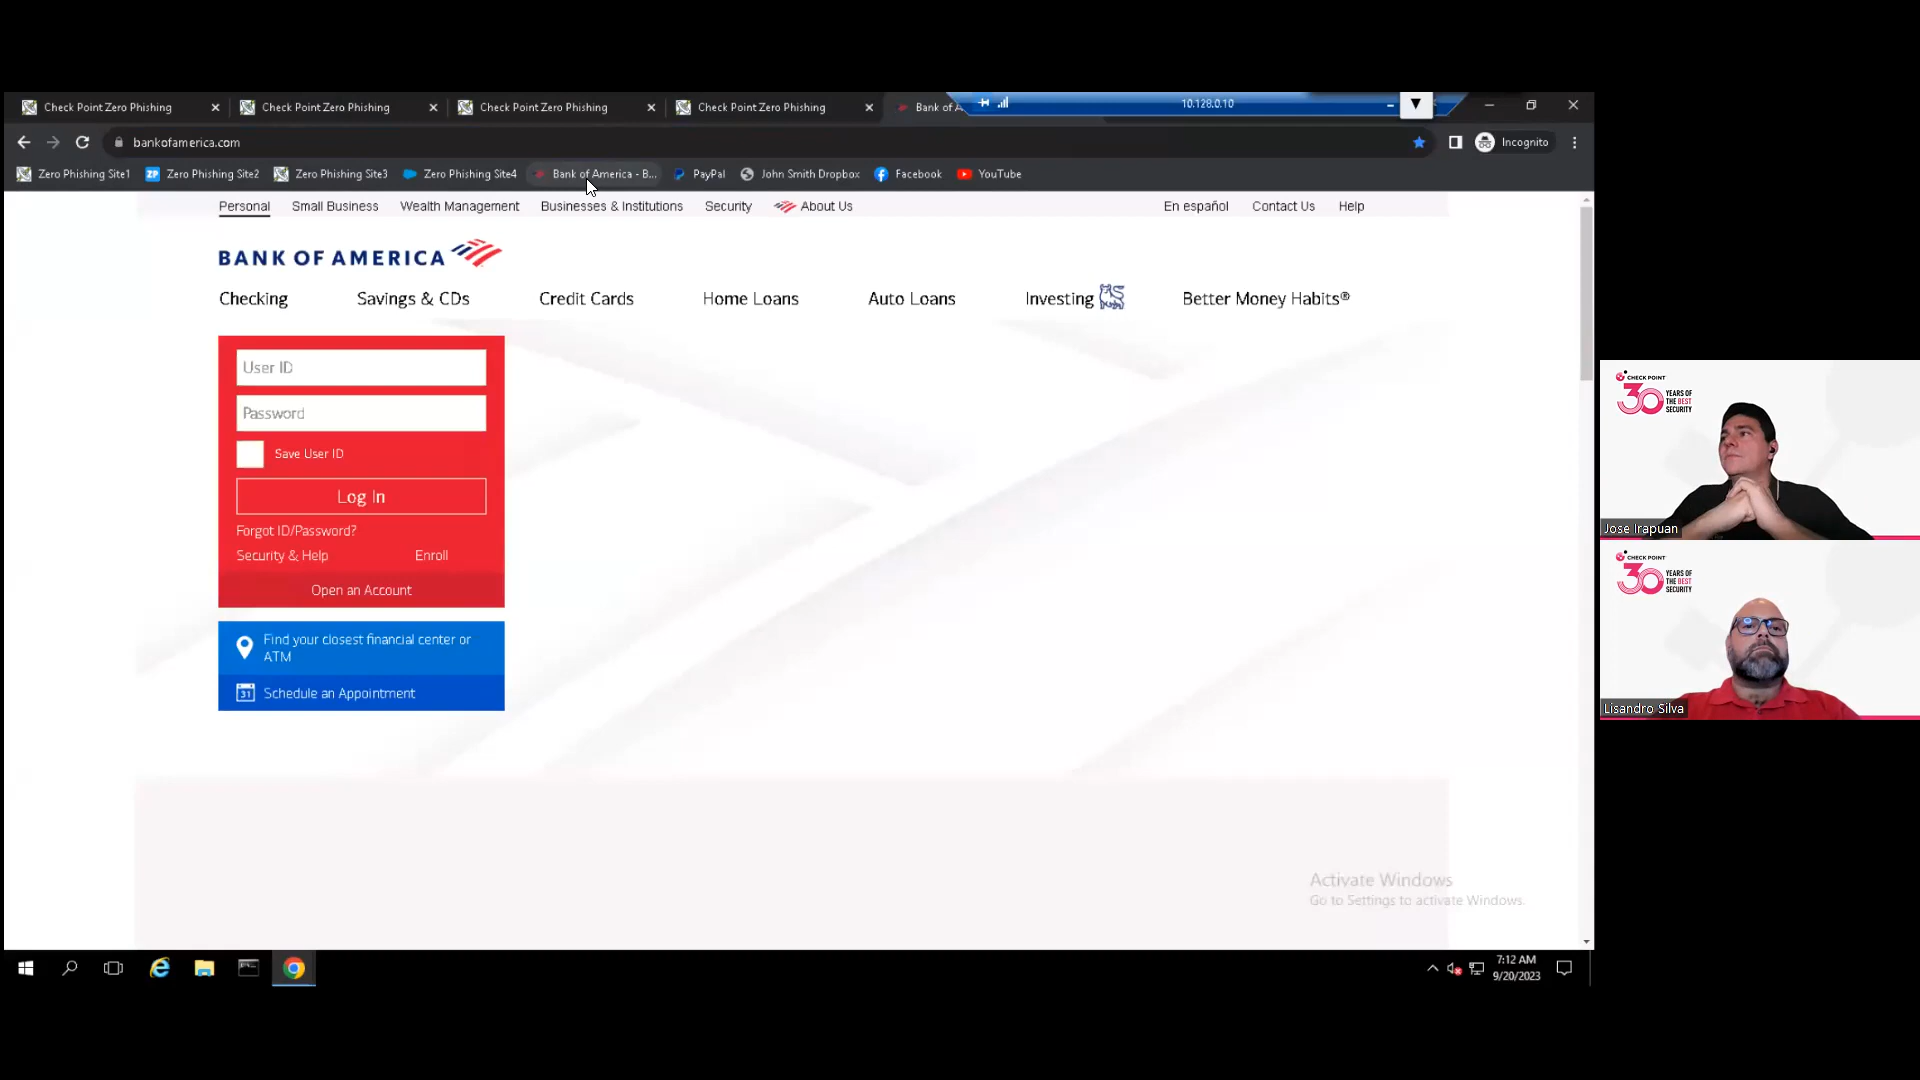 Check Point Zero Phishing
Check Point Zero Phishing
Check Point Zero Phishing
Check Point Zero Phishing
Bank of A
10.128.0.10
bankofamerica.com
Incognito
Zero Phishing Site1
Zero Phishing Site2
Zero Phishing Site3
Zero Phishing Site4
Bank of America - B...
PayPal
John Smith Dropbox
Facebook
YouTube
Personal
Small Business
Wealth Management
Businesses & Institutions
Security
About Us
En español
Contact Us
Help
BANK OF AMERICA
Checking
Savings & CDs
Credit Cards
Home Loans
Auto Loans
Investing
Better Money Habits®
User ID
Password
Save User ID
Log In
Forgot ID/Password?
Security & Help
Enroll
Open an Account
Find your closest financial center or
ATM
31
Schedule an Appointment
Activate Windows
Go to Settings to activate Windows.
7:12 AM
9/20/2023
CHECK POINT
30
YEARS OF
THE BEST
SECURITY
Jose Irapuan
CHECK POINT
30
YEARS OF
THE BEST
SECURITY
Lisandro Silva